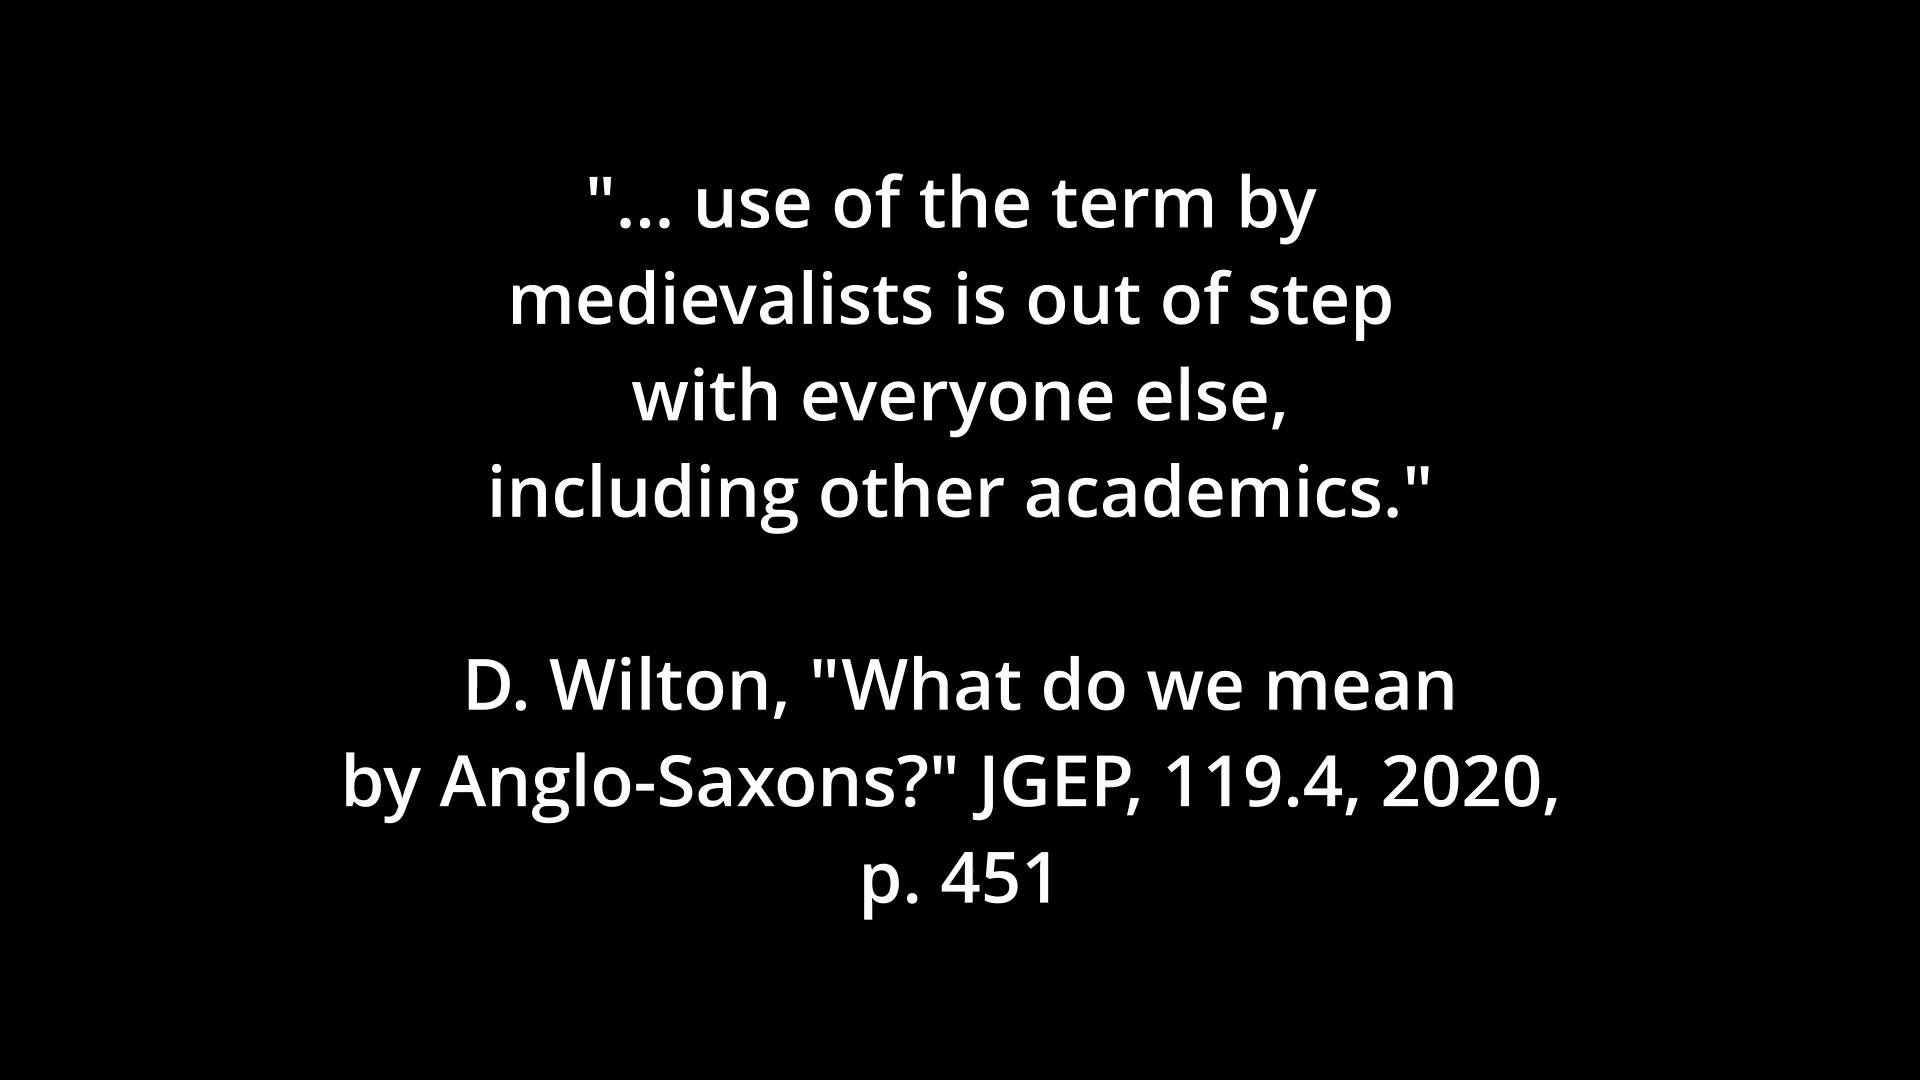 "... use of the term by
medievalists is out of step
with everyone else,
including other academics."
D. Wilton, "What do we mean
by Anglo-Saxons?" JGEP, 119.4, 2020,
p. 451